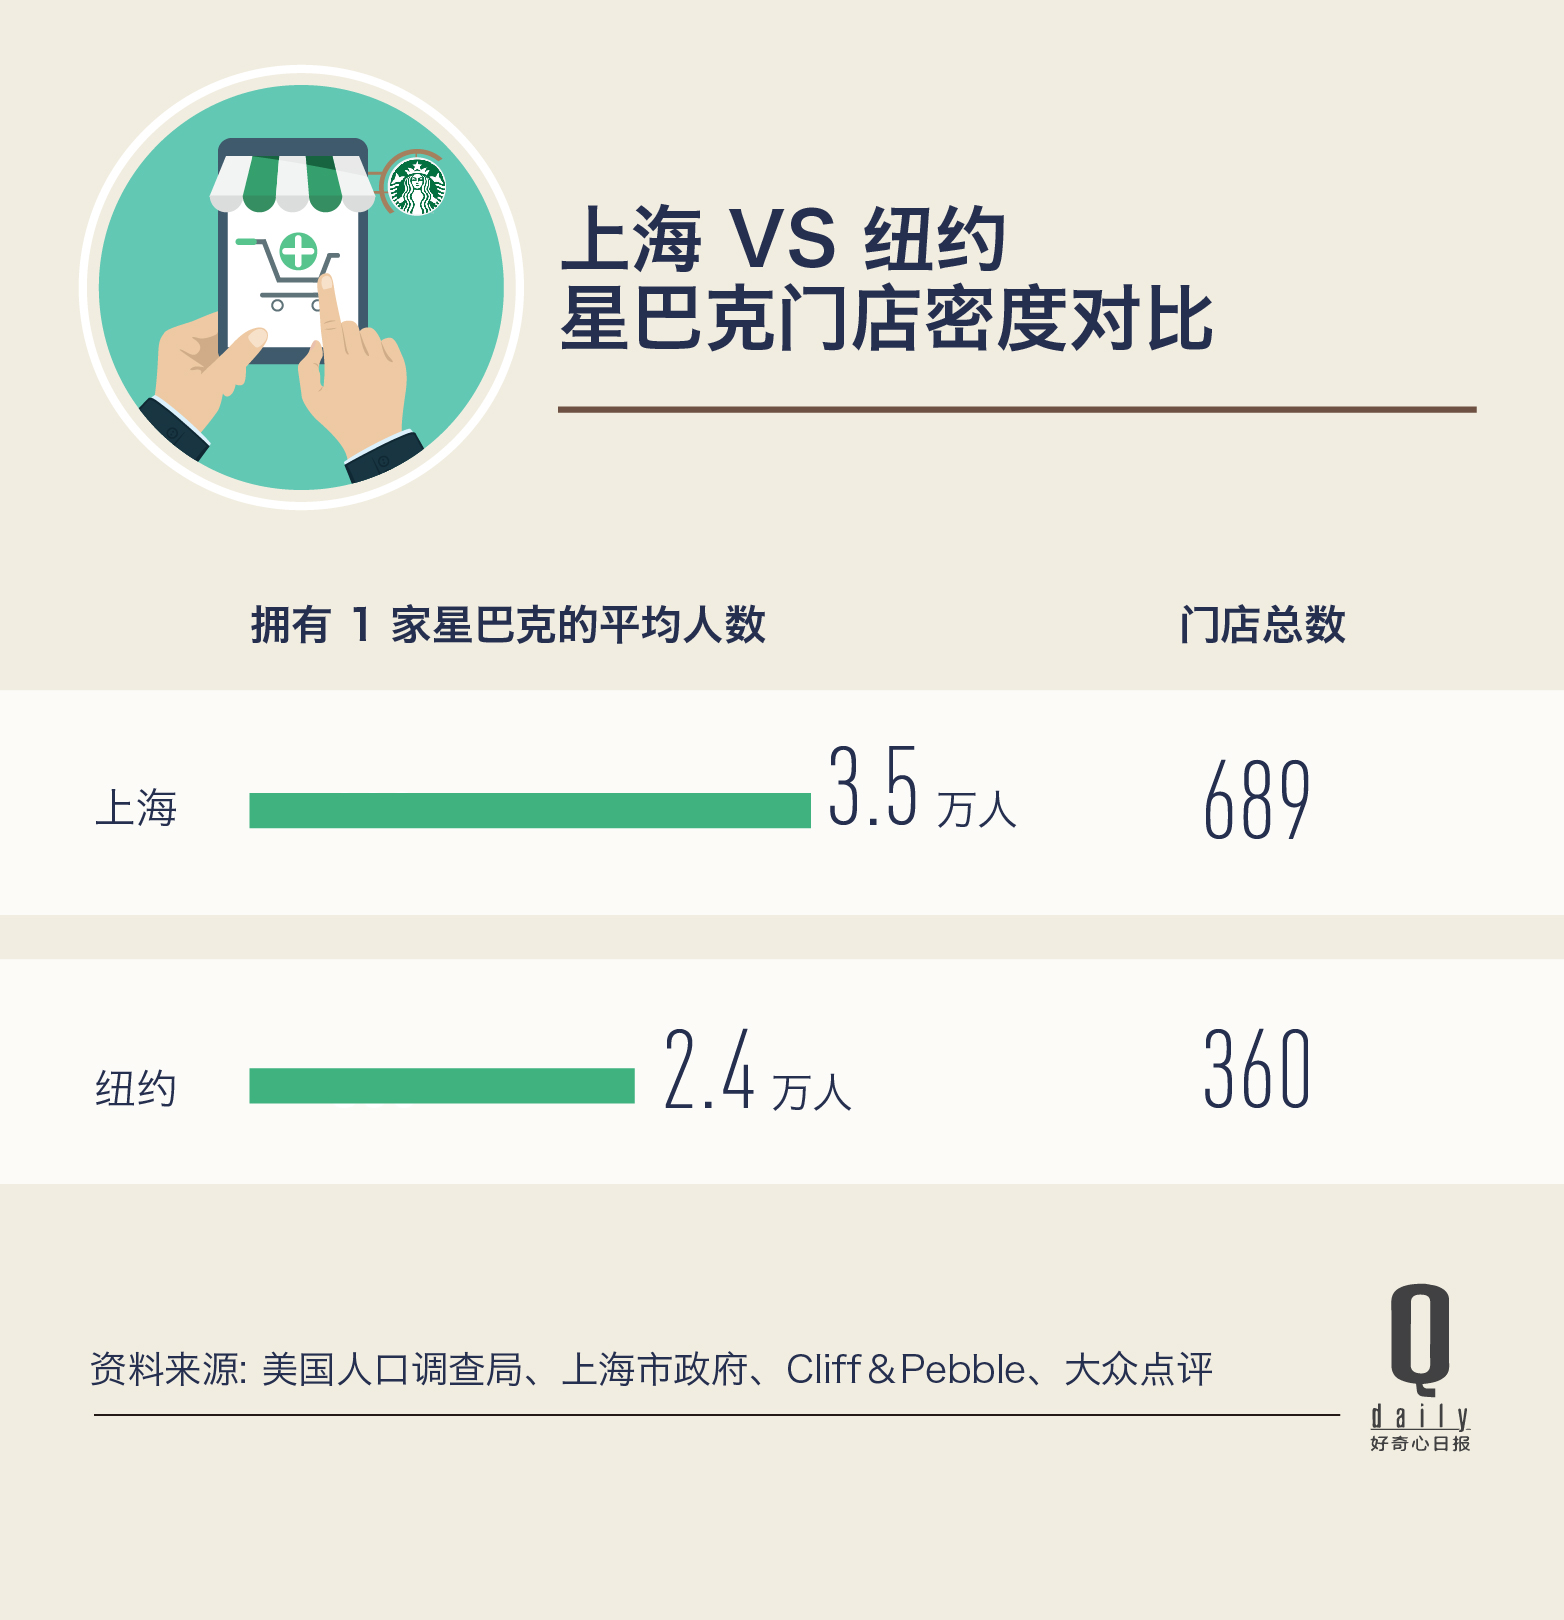 上海 VS 纽约
星巴克门店密度对比
拥有 1 家星巴克的平均人数 门店总数
上海 3.5 万人 689
纽约 2.4 万人 360
资料来源: 美国人口调查局、上海市政府、Cliff & Pebble、大众点评
Q
daily
好奇心日报